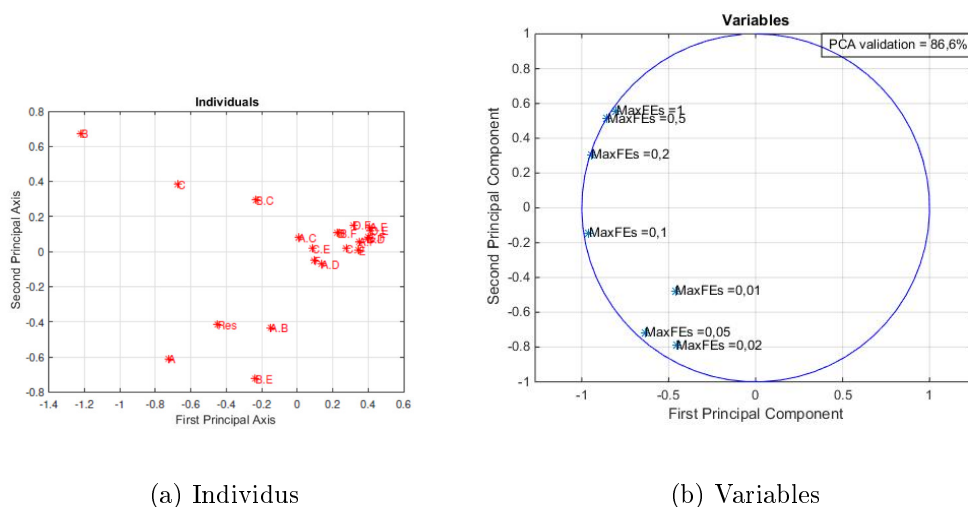 Individuals
0.8
0.6
0.4
0.2
0
-0.2
-0.4
-0.6
-0.8
Second Principal Axis
B
C
B.C
A.C
C.E
A.D
Res
A.B
A
B.E
-1.4 -1.2 -1 -0.8 -0.6 -0.4 -0.2 0 0.2 0.4 0.6
First Principal Axis
(a) Individus
Variables
PCA validation = 86,6%
1
0.8
0.6
0.4
0.2
0
-0.2
-0.4
-0.6
-0.8
-1
Second Principal Component
MaxFEs =1
MaxFEs =0,5
MaxFEs =0,2
MaxFEs =0,1
MaxFEs =0,01
MaxFEs =0,05
MaxFEs =0,02
-1 -0.5 0 0.5 1
First Principal Component
(b) Variables